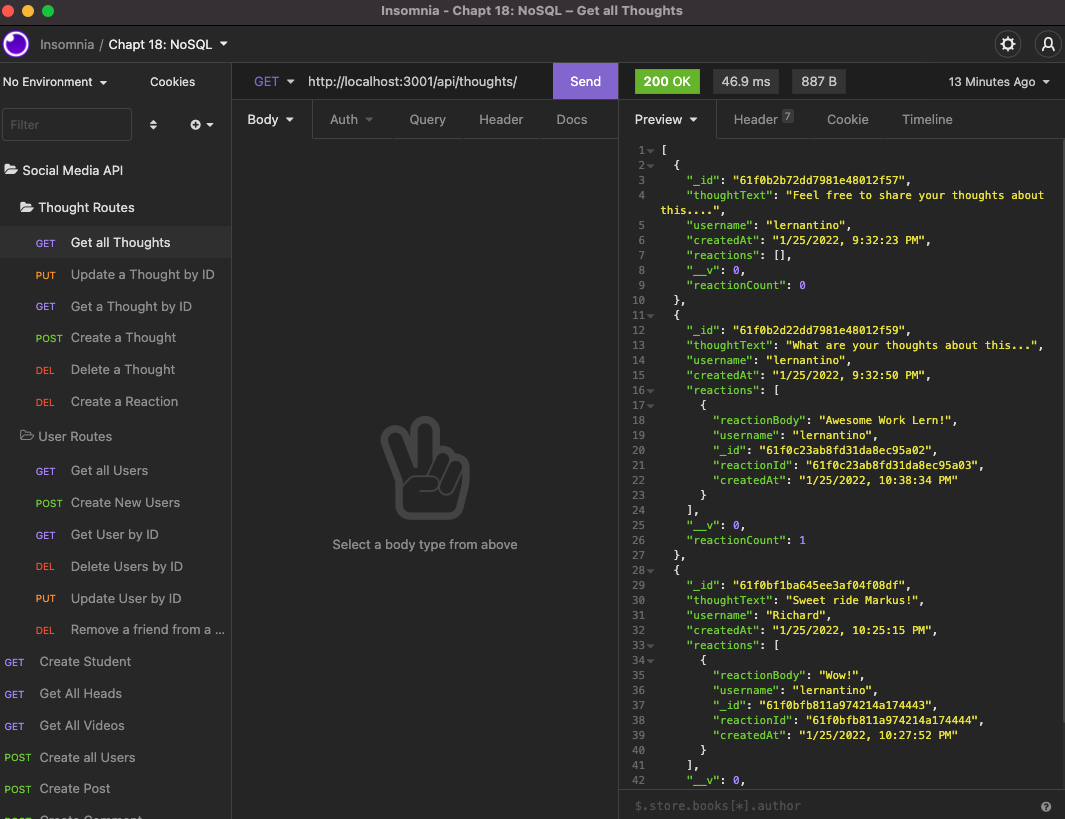 Insomnia - Chapt 18: NoSQL – Get all Thoughts
Insomnia / Chapt 18: NoSQL
No Environment
Cookies
Filter
Social Media API
Thought Routes
GET Get all Thoughts
PUT Update a Thought by ID
GET Get a Thought by ID
POST Create a Thought
DEL Delete a Thought
DEL Create a Reaction
User Routes
GET Get all Users
POST Create New Users
GET Get User by ID
DEL Delete Users by ID
PUT Update User by ID
DEL Remove a friend from a ...
GET Create Student
GET Get All Heads
GET Get All Videos
POST Create all Users
POST Create Post
GET http://localhost:3001/api/thoughts/ Send
Body Auth Query Header Docs
Select a body type from above
200 OK 46.9 ms 887 B 13 Minutes Ago
Preview Header 7 Cookie Timeline
1 [
2 {
3 "_id": "61f0b2b72dd7981e48012f57",
4 "thoughtText": "Feel free to share your thoughts about
this....",
5 "username": "lernantino",
6 "createdAt": "1/25/2022, 9:32:23 PM",
7 "reactions": [],
8 "__v": 0,
9 "reactionCount": 0
10 },
11 {
12 "_id": "61f0b2d22dd7981e48012f59",
13 "thoughtText": "What are your thoughts about this...",
14 "username": "lernantino",
15 "createdAt": "1/25/2022, 9:32:50 PM",
16 "reactions": [
17 {
18 "reactionBody": "Awesome Work Lern!",
19 "username": "lernantino",
20 "_id": "61f0c23ab8fd31da8ec95a02",
21 "reactionId": "61f0c23ab8fd31da8ec95a03",
22 "createdAt": "1/25/2022, 10:38:34 PM"
23 }
24 ],
25 "__v": 0,
26 "reactionCount": 1
27 },
28 {
29 "_id": "61f0bf1ba645ee3af04f08df",
30 "thoughtText": "Sweet ride Markus!",
31 "username": "Richard",
32 "createdAt": "1/25/2022, 10:25:15 PM",
33 "reactions": [
34 {
35 "reactionBody": "Wow!",
36 "username": "lernantino",
37 "_id": "61f0bfb811a974214a174443",
38 "reactionId": "61f0bfb811a974214a174444",
39 "createdAt": "1/25/2022, 10:27:52 PM"
40 }
41 ],
42 "__v": 0,
$.store.books[*].author